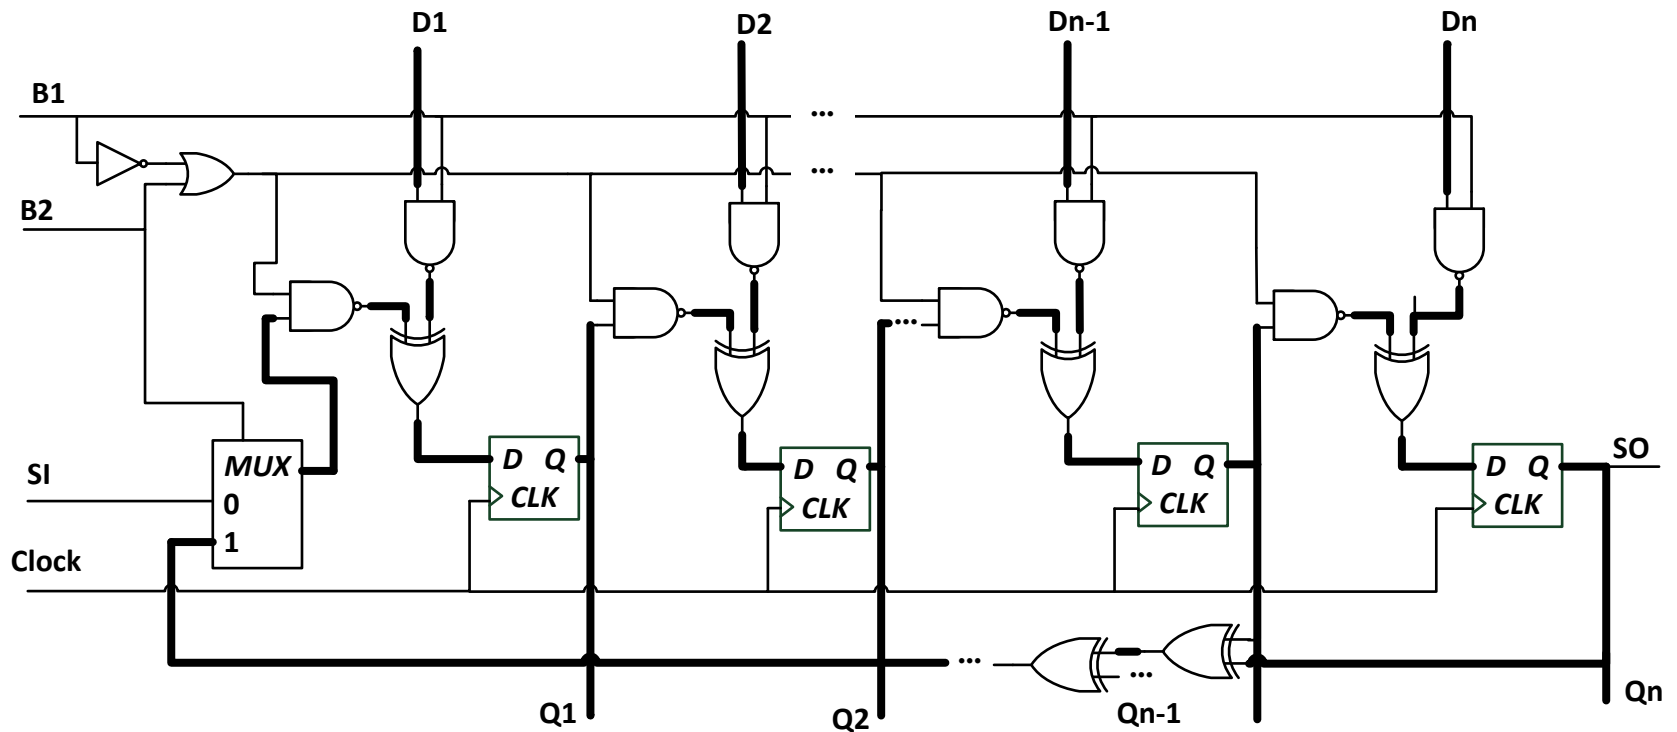 D1
D2
Dn-1
Dn
B1
...
...
B2
...
SI
MUX
0
1
D Q
CLK
D Q
CLK
D Q
CLK
D Q
CLK
SO
Clock
...
...
Q1
Q2
Qn-1
Qn